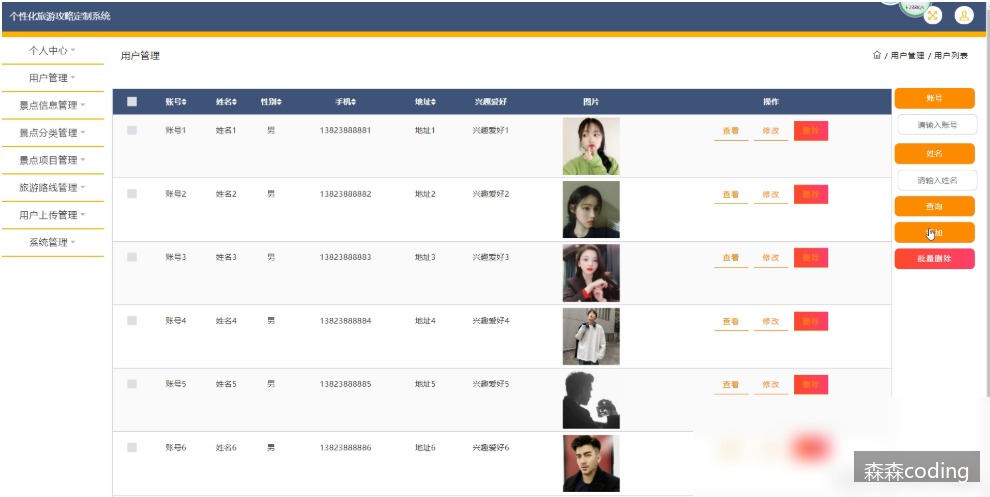 个性化旅游攻略定制系统
个人中心
用户管理
景点信息管理
景点分类管理
景点项目管理
旅游路线管理
用户上传管理
系统管理
用户管理
/ 用户管理 / 用户列表
账号 姓名 性别 手机 地址 兴趣爱好 图片 操作
账号1 姓名1 男 13823888881 地址1 兴趣爱好1 查看 修改 删除
账号2 姓名2 男 13823888882 地址2 兴趣爱好2 查看 修改 删除
账号3 姓名3 男 13823888883 地址3 兴趣爱好3 查看 修改 删除
账号4 姓名4 男 13823888884 地址4 兴趣爱好4 查看 修改 删除
账号5 姓名5 男 13823888885 地址5 兴趣爱好5 查看 修改 删除
账号6 姓名6 男 13823888886 地址6 兴趣爱好6
账号
请输入账号
姓名
请输入姓名
查询
批量删除
森森coding